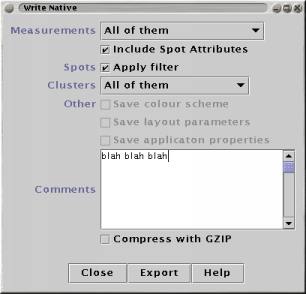 Write Native
Measurements All of them
Include Spot Attributes
Spots Apply filter
Clusters All of them
Other Save colour scheme
Save layout parameters
Save applicaton properties
Comments blah blah blah
Compress with GZIP
Close Export Help